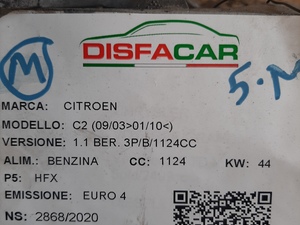 DISFACAR
M
5.
MARCA: CITROEN
MODELLO: C2 (09/03>01/10<)
VERSIONE: 1.1 BER. 3P/B/1124CC
ALIM.: BENZINA CC: 1124 KW: 44
P5: HFX
EMISSIONE: EURO 4
NS: 2868/2020